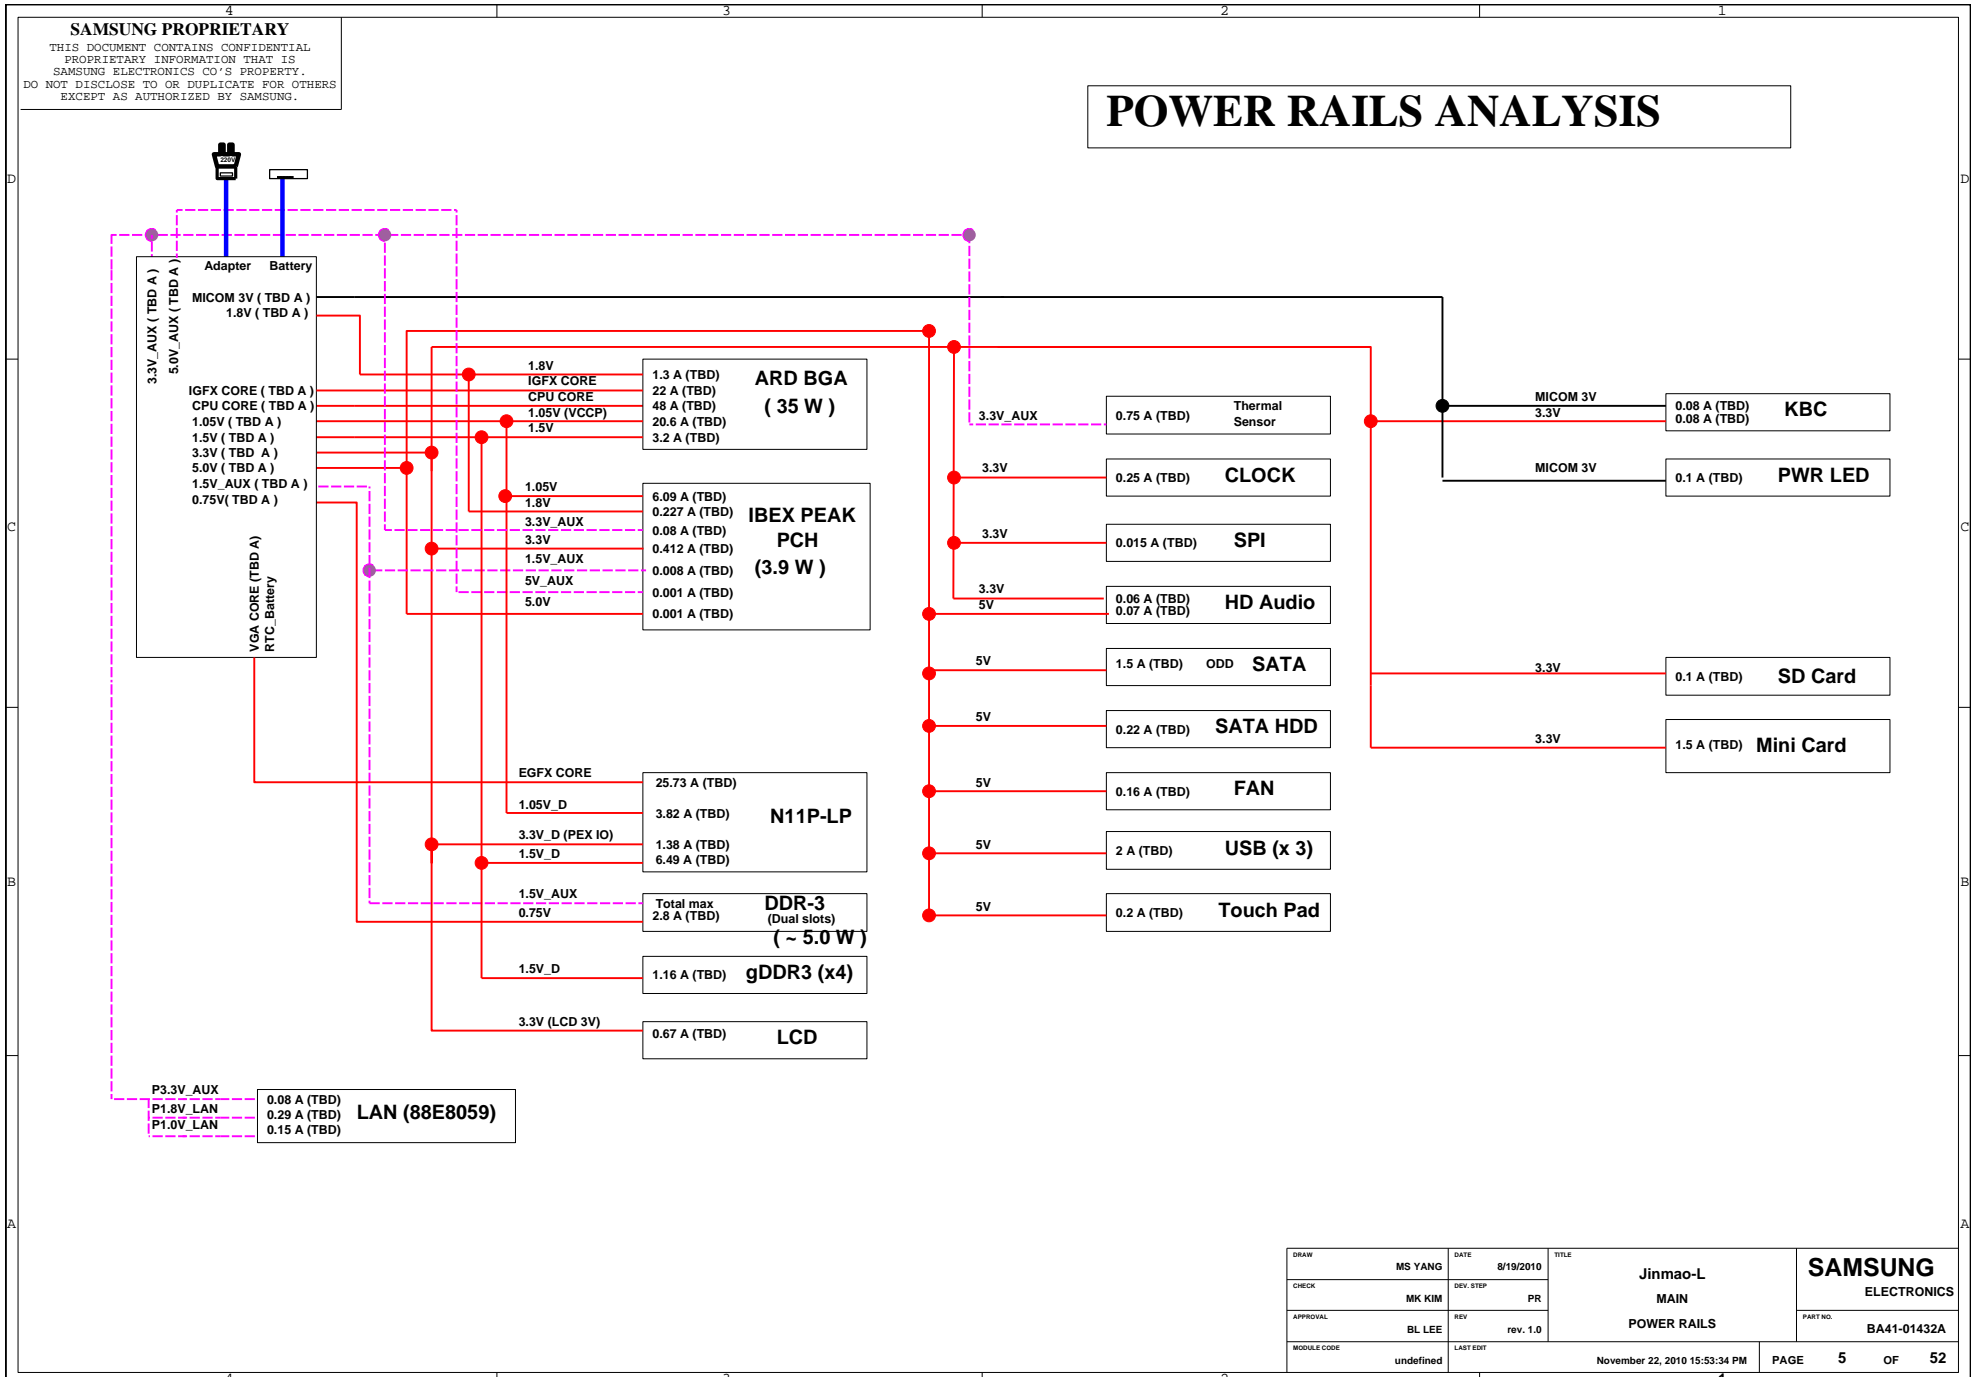 4 3 2 1
SAMSUNG PROPRIETARY
THIS DOCUMENT CONTAINS CONFIDENTIAL
PROPRIETARY INFORMATION THAT IS
SAMSUNG ELECTRONICS CO'S PROPERTY.
DO NOT DISCLOSE TO OR DUPLICATE FOR OTHERS
EXCEPT AS AUTHORIZED BY SAMSUNG.
POWER RAILS ANALYSIS
220V
D D
Adapter Battery
3.3V_AUX ( TBD A )
5.0V_AUX ( TBD A )
MICOM 3V ( TBD A )
1.8V ( TBD A )
IGFX CORE ( TBD A )
CPU CORE ( TBD A )
1.05V ( TBD A )
1.5V ( TBD A )
3.3V ( TBD A )
5.0V ( TBD A )
1.5V_AUX ( TBD A )
0.75V( TBD A )
VGA CORE (TBD A)
RTC_Battery
1.8V
IGFX CORE
CPU CORE
1.05V (VCCP)
1.5V
1.3 A (TBD)
22 A (TBD)
48 A (TBD)
20.6 A (TBD)
3.2 A (TBD)
ARD BGA
( 35 W )
1.05V
1.8V
3.3V_AUX
3.3V
1.5V_AUX
5V_AUX
5.0V
6.09 A (TBD)
0.227 A (TBD)
0.08 A (TBD)
0.412 A (TBD)
0.008 A (TBD)
0.001 A (TBD)
0.001 A (TBD)
IBEX PEAK
PCH
(3.9 W )
C C
EGFX CORE
1.05V_D
3.3V_D (PEX IO)
1.5V_D
25.73 A (TBD)
3.82 A (TBD)
1.38 A (TBD)
6.49 A (TBD)
N11P-LP
1.5V_AUX
0.75V
Total max
2.8 A (TBD)
DDR-3
(Dual slots)
( ~ 5.0 W )
1.5V_D
1.16 A (TBD) gDDR3 (x4)
3.3V (LCD 3V)
0.67 A (TBD) LCD
B B
P3.3V_AUX
P1.8V_LAN
P1.0V_LAN
0.08 A (TBD)
0.29 A (TBD)
0.15 A (TBD)
LAN (88E8059)
3.3V_AUX
0.75 A (TBD) Thermal
Sensor
3.3V
0.25 A (TBD) CLOCK
3.3V
0.015 A (TBD) SPI
3.3V
5V
0.06 A (TBD)
0.07 A (TBD)
HD Audio
5V
1.5 A (TBD) ODD SATA
5V
0.22 A (TBD) SATA HDD
5V
0.16 A (TBD) FAN
5V
2 A (TBD) USB (x 3)
5V
0.2 A (TBD) Touch Pad
MICOM 3V
3.3V
0.08 A (TBD)
0.08 A (TBD)
KBC
MICOM 3V
0.1 A (TBD) PWR LED
3.3V
0.1 A (TBD) SD Card
3.3V
1.5 A (TBD) Mini Card
A A
DRAW MS YANG
DATE 8/19/2010
TITLE
Jinmao-L
MAIN
POWER RAILS
SAMSUNG
ELECTRONICS
CHECK MK KIM
DEV. STEP PR
APPROVAL BL LEE
REV rev. 1.0
PART NO. BA41-01432A
MODULE CODE undefined
LAST EDIT November 22, 2010 15:53:34 PM
PAGE 5 OF 52
4 3 2 1